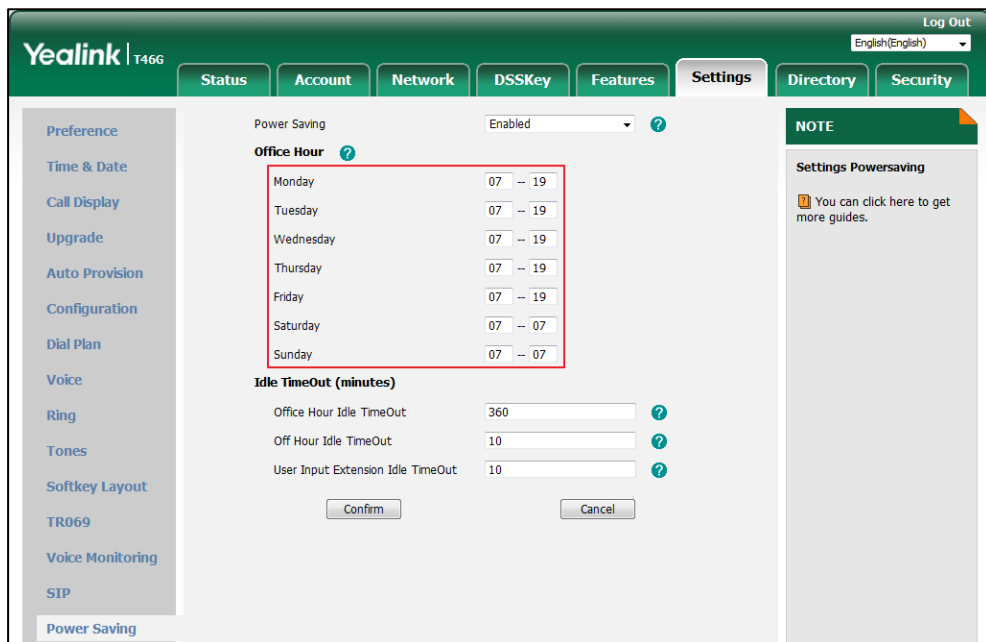 Log Out
English(English)
Yealink | T46G
Status Account Network DSSKey Features Settings Directory Security
Preference
Time & Date
Call Display
Upgrade
Auto Provision
Configuration
Dial Plan
Voice
Ring
Tones
Softkey Layout
TR069
Voice Monitoring
SIP
Power Saving
Power Saving Enabled ?
Office Hour ?
Monday 07 -- 19
Tuesday 07 -- 19
Wednesday 07 -- 19
Thursday 07 -- 19
Friday 07 -- 19
Saturday 07 -- 07
Sunday 07 -- 07
Idle TimeOut (minutes)
Office Hour Idle TimeOut 360 ?
Off Hour Idle TimeOut 10 ?
User Input Extension Idle TimeOut 10 ?
Confirm Cancel
NOTE
Settings Powersaving
? You can click here to get
more guides.